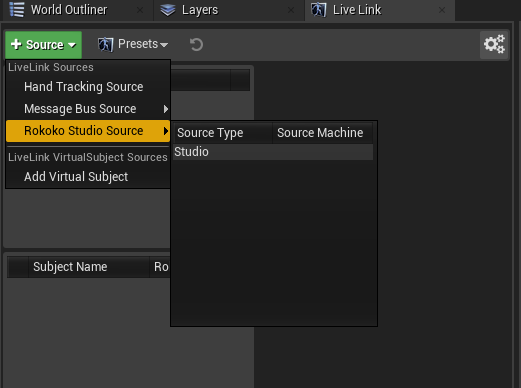 World Outliner
Layers
Live Link
Source
Presets
LiveLink Sources
Hand Tracking Source
Message Bus Source
Rokoko Studio Source
LiveLink VirtualSubject Sources
Add Virtual Subject
Source Type Source Machine
Studio
Subject Name Ro